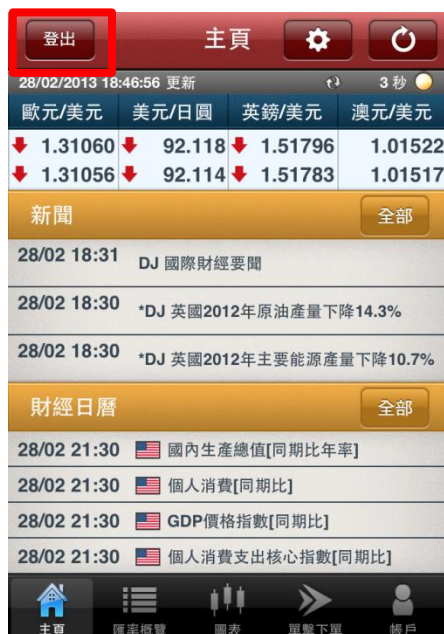 登出 主頁
28/02/2013 18:46:56 更新 3 秒
歐元/美元 美元/日圓 英鎊/美元 澳元/美元
1.31060 92.118 1.51796 1.01522
1.31056 92.114 1.51783 1.01517
新聞 全部
28/02 18:31 DJ 國際財經要聞
28/02 18:30 *DJ 英國2012年原油產量下降14.3%
28/02 18:30 *DJ 英國2012年主要能源產量下降10.7%
財經日曆 全部
28/02 21:30 國內生產總值[同期比年率]
28/02 21:30 個人消費[同期比]
28/02 21:30 GDP價格指數[同期比]
28/02 21:30 個人消費支出核心指數[同期比]
主頁 匯率概覽 圖表 單擊下單 帳戶